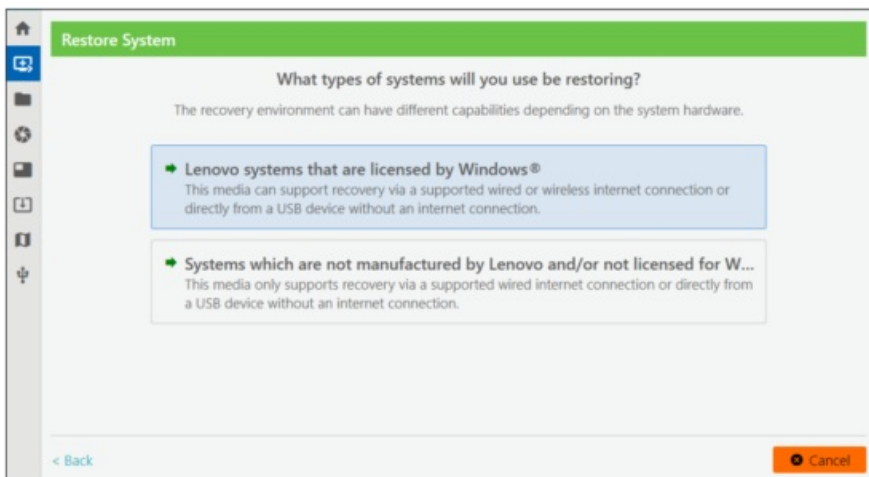 Restore System
What types of systems will you use be restoring?
The recovery environment can have different capabilities depending on the system hardware.
Lenovo systems that are licensed by Windows®
This media can support recovery via a supported wired or wireless internet connection or
directly from a USB device without an internet connection.
Systems which are not manufactured by Lenovo and/or not licensed for W...
This media only supports recovery via a supported wired internet connection or directly from
a USB device without an internet connection.
< Back
Cancel